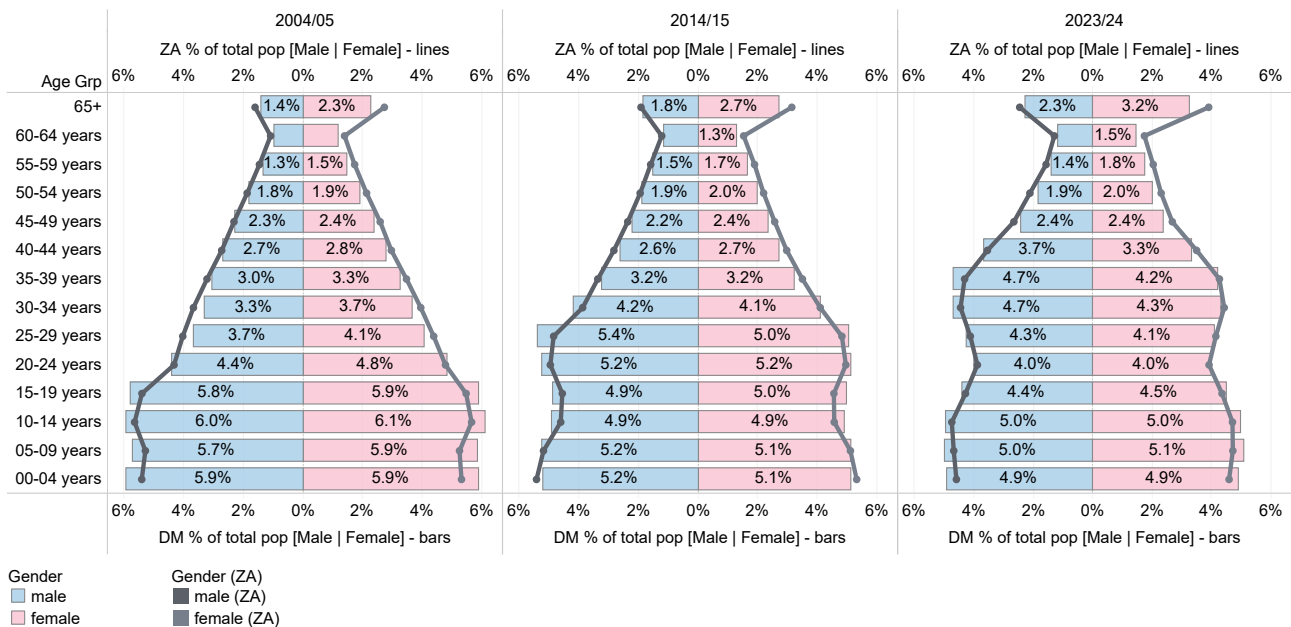 2004/05 2014/15 2023/24
ZA % of total pop [Male | Female] - lines ZA % of total pop [Male | Female] - lines ZA % of total pop [Male | Female] - lines
Age Grp 6% 4% 2% 0% 2% 4% 6% 6% 4% 2% 0% 2% 4% 6% 6% 4% 2% 0% 2% 4% 6%
65+ 1.4% 2.3% 1.8% 2.7% 2.3% 3.2%
60-64 years 1.3% 1.5%
55-59 years 1.3% 1.5% 1.5% 1.7% 1.4% 1.8%
50-54 years 1.8% 1.9% 1.9% 2.0% 1.9% 2.0%
45-49 years 2.3% 2.4% 2.2% 2.4% 2.4% 2.4%
40-44 years 2.7% 2.8% 2.6% 2.7% 3.7% 3.3%
35-39 years 3.0% 3.3% 3.2% 3.2% 4.7% 4.2%
30-34 years 3.3% 3.7% 4.2% 4.1% 4.7% 4.3%
25-29 years 3.7% 4.1% 5.4% 5.0% 4.3% 4.1%
20-24 years 4.4% 4.8% 5.2% 5.2% 4.0% 4.0%
15-19 years 5.8% 5.9% 4.9% 5.0% 4.4% 4.5%
10-14 years 6.0% 6.1% 4.9% 4.9% 5.0% 5.0%
05-09 years 5.7% 5.9% 5.2% 5.1% 5.0% 5.1%
00-04 years 5.9% 5.9% 5.2% 5.1% 4.9% 4.9%
6% 4% 2% 0% 2% 4% 6% 6% 4% 2% 0% 2% 4% 6% 6% 4% 2% 0% 2% 4% 6%
DM % of total pop [Male | Female] - bars DM % of total pop [Male | Female] - bars DM % of total pop [Male | Female] - bars
Gender Gender (ZA)
male male (ZA)
female female (ZA)